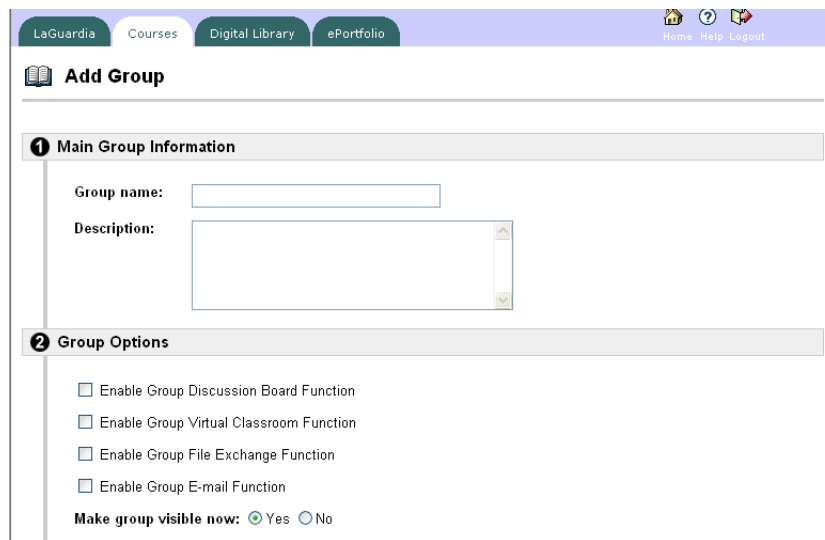 LaGuardia Courses Digital Library ePortfolio
Home Help Logout
Add Group
1 Main Group Information
Group name:
Description:
2 Group Options
Enable Group Discussion Board Function
Enable Group Virtual Classroom Function
Enable Group File Exchange Function
Enable Group E-mail Function
Make group visible now: Yes No